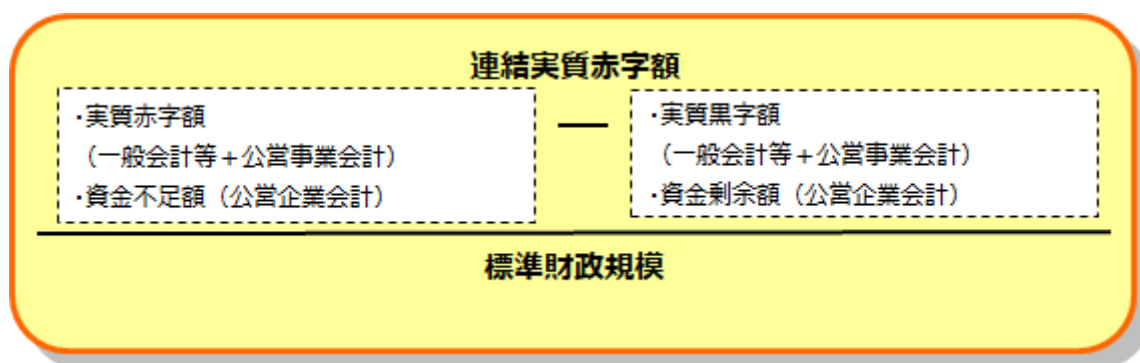 連結実質赤字額
・実質赤字額
（一般会計等＋公営事業会計）
・資金不足額（公営企業会計）
―
・実質黒字額
（一般会計等＋公営事業会計）
・資金剰余額（公営企業会計）
標準財政規模